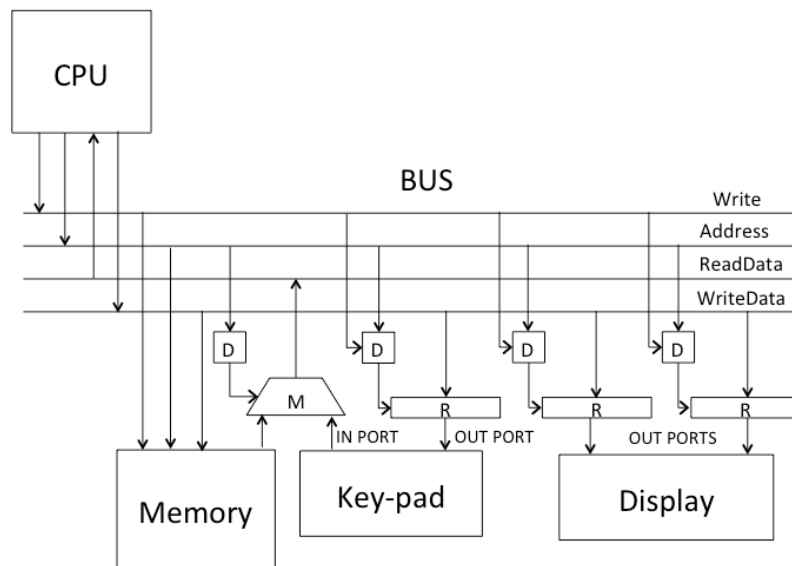 CPU
BUS
Write
Address
ReadData
WriteData
D
D
D
D
M
R
R
R
IN PORT
OUT PORT
OUT PORTS
Memory
Key-pad
Display